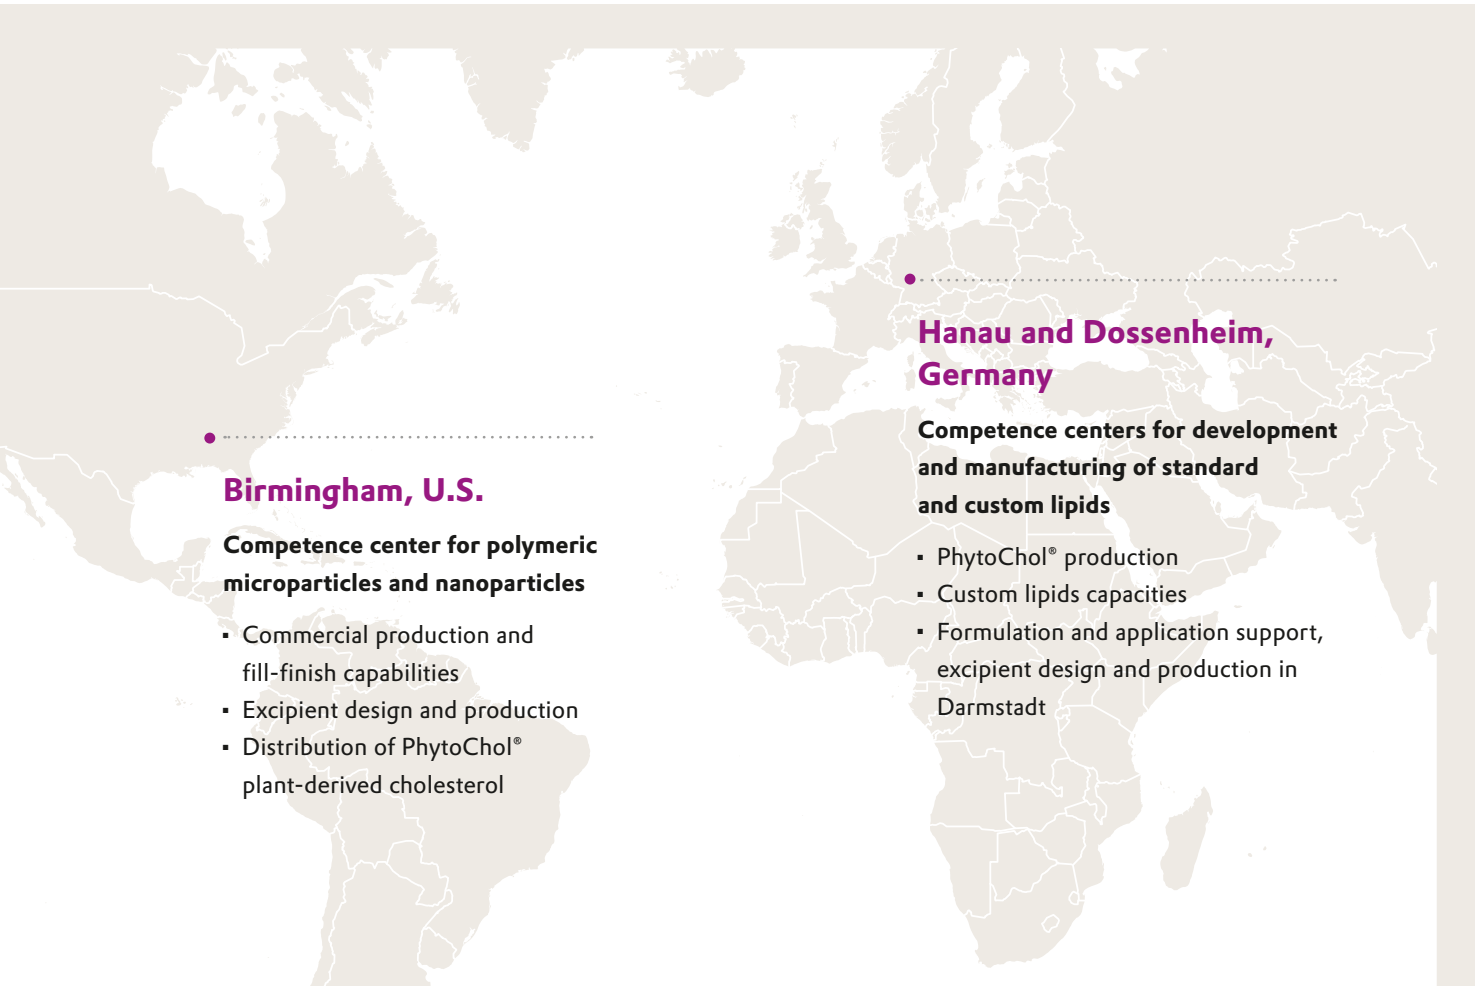 Birmingham, U.S.
Competence center for polymeric
microparticles and nanoparticles
▪ Commercial production and
fill-finish capabilities
▪ Excipient design and production
▪ Distribution of PhytoChol®
plant-derived cholesterol
Hanau and Dossenheim,
Germany
Competence centers for development
and manufacturing of standard
and custom lipids
▪ PhytoChol® production
▪ Custom lipids capacities
▪ Formulation and application support,
excipient design and production in
Darmstadt